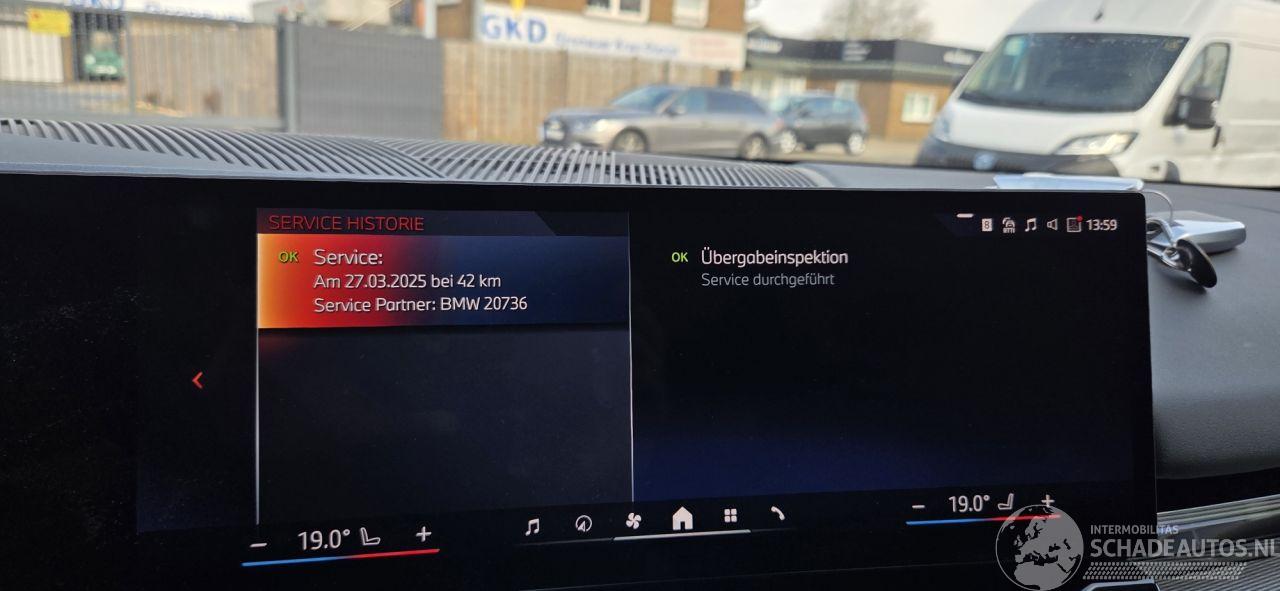 GKD
SERVICE HISTORIE
8
13:59
OK Service:
Am 27.03.2025 bei 42 km
Service Partner: BMW 20736
OK Übergabeinspektion
Service durchgeführt
− 19.0° +
− 19.0° +
INTERMOBILITAS
SCHADEAUTOS.NL